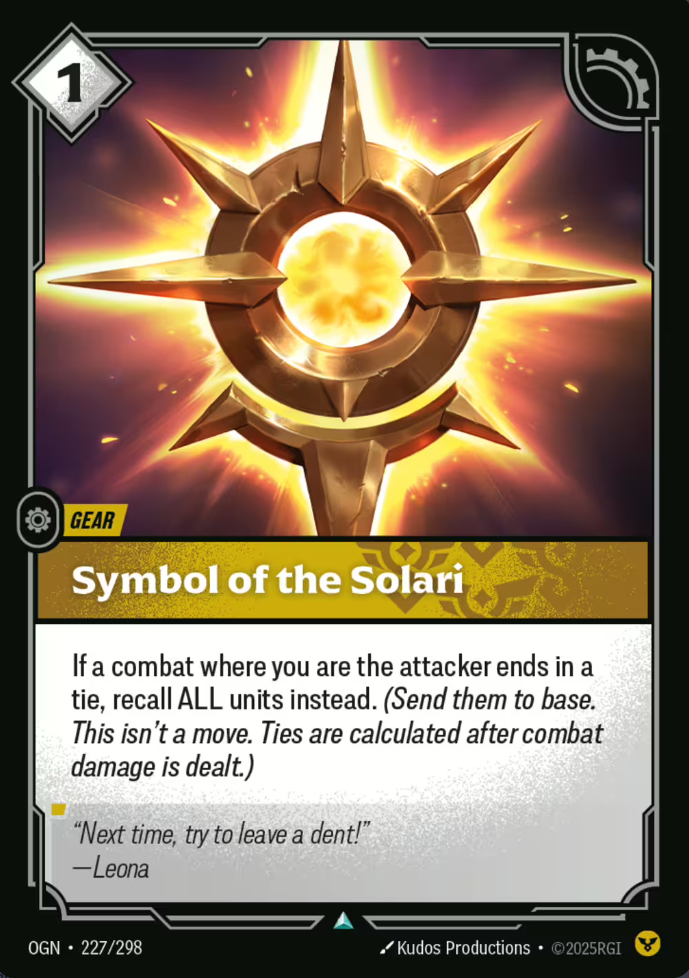 1
GEAR
Symbol of the Solari
If a combat where you are the attacker ends in a
tie, recall ALL units instead. (Send them to base.
This isn't a move. Ties are calculated after combat
damage is dealt.)
“Next time, try to leave a dent!”
—Leona
OGN • 227/298
Kudos Productions • ©2025RGI